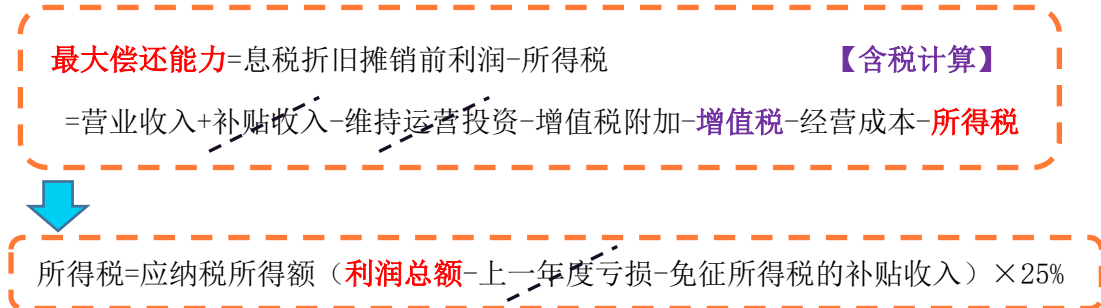 最大偿还能力=息税折旧摊销前利润-所得税 【含税计算】
=营业收入+补贴收入-维持运营投资-增值税附加-增值税-经营成本-所得税
所得税=应纳税所得额（利润总额-上一年度亏损-免征所得税的补贴收入）×25%